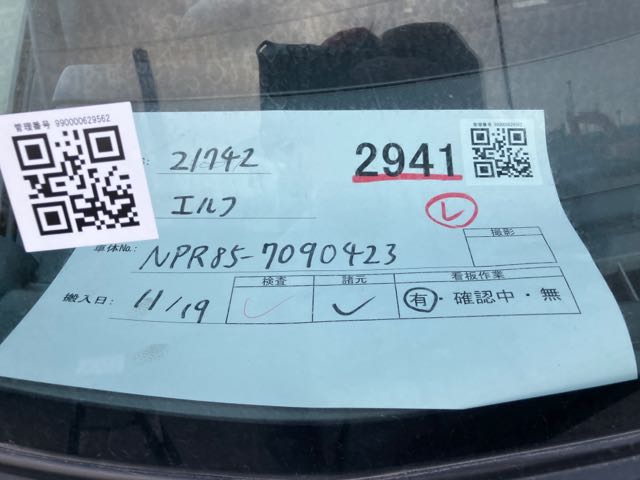 管理番号 990000629562
21742
2941
エルフ
レ
車体No.: NPR85-7090423
撮影
搬入日: 11/19
検査 諸元 看板作業
✓ ✓ 有・確認中・無